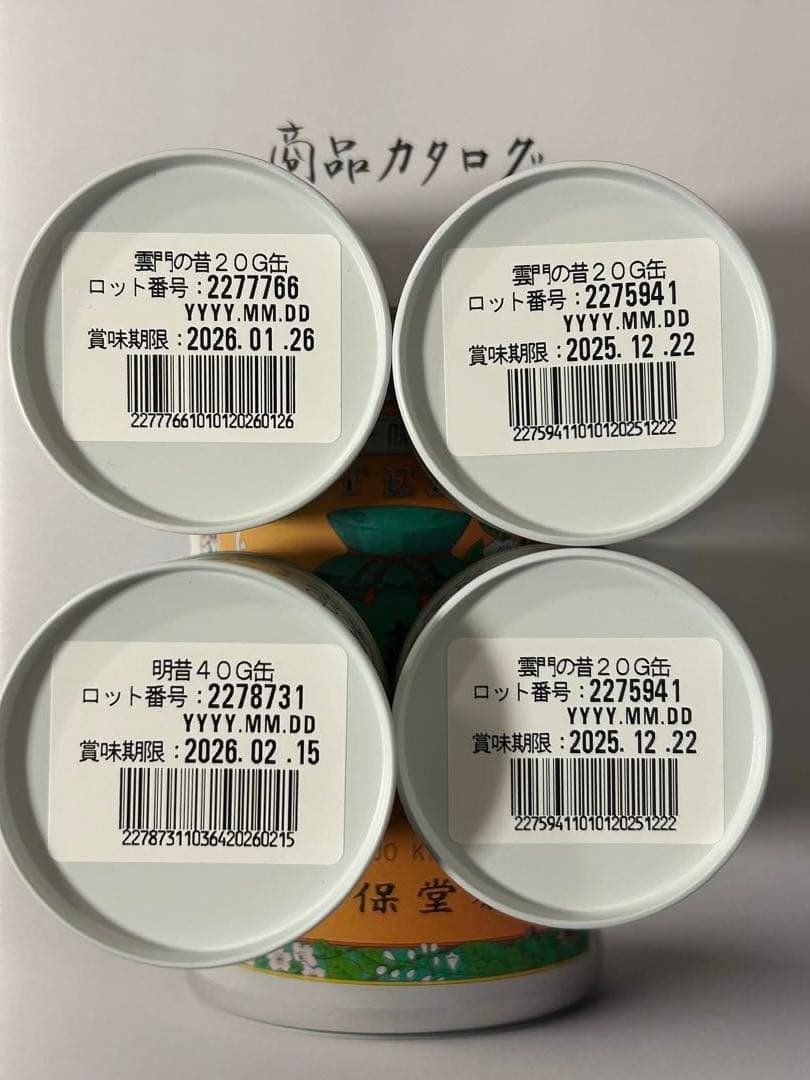 商品カタログ
雲門の昔20G缶
ロット番号:2277766
YYYY.MM.DD
賞味期限:2026.01.26
22777661010120260126
雲門の昔20G缶
ロット番号:2275941
YYYY.MM.DD
賞味期限:2025.12.22
22759411010120251222
明昔40G缶
ロット番号:2278731
YYYY.MM.DD
賞味期限:2026.02.15
22787311036420260215
雲門の昔20G缶
ロット番号:2275941
YYYY.MM.DD
賞味期限:2025.12.22
22759411010120251222
保堂